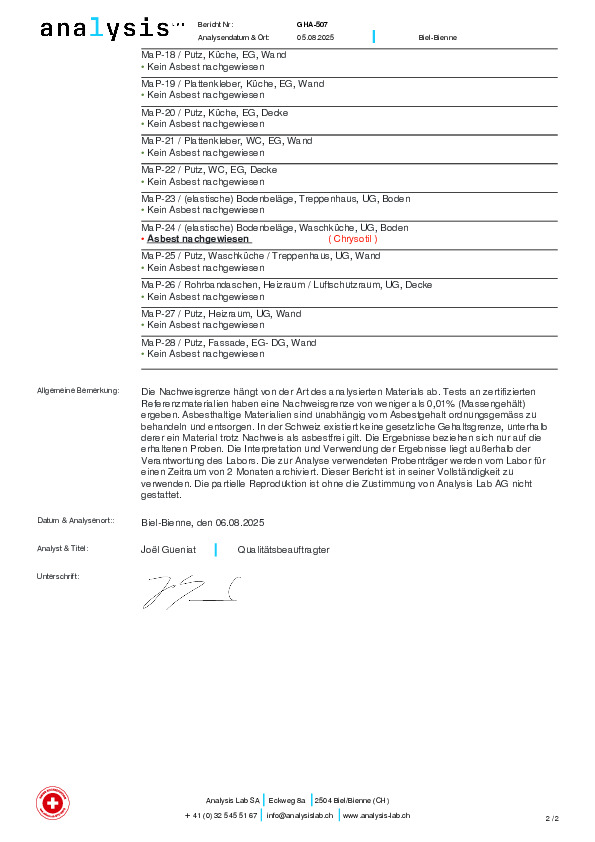 analysis
Bericht Nr: GHA-507
Analysendatum & Ort: 05.08.2025 Biel-Bienne
MaP-18 / Putz, Küche, EG, Wand
• Kein Asbest nachgewiesen
MaP-19 / Plattenkleber, Küche, EG, Wand
• Kein Asbest nachgewiesen
MaP-20 / Putz, Küche, EG, Decke
• Kein Asbest nachgewiesen
MaP-21 / Plattenkleber, WC, EG, Wand
• Kein Asbest nachgewiesen
MaP-22 / Putz, WC, EG, Decke
• Kein Asbest nachgewiesen
MaP-23 / (elastische) Bodenbeläge, Treppenhaus, UG, Boden
• Kein Asbest nachgewiesen
MaP-24 / (elastische) Bodenbeläge, Waschküche, UG, Boden
• Asbest nachgewiesen ( Chrysotil )
MaP-25 / Putz, Waschküche / Treppenhaus, UG, Wand
• Kein Asbest nachgewiesen
MaP-26 / Rohrbandaschen, Heizraum / Luftschutzraum, UG, Decke
• Kein Asbest nachgewiesen
MaP-27 / Putz, Heizraum, UG, Wand
• Kein Asbest nachgewiesen
MaP-28 / Putz, Fassade, EG- DG, Wand
• Kein Asbest nachgewiesen
Allgemeine Bemerkung: Die Nachweisgrenze hängt von der Art des analysierten Materials ab. Tests an zertifizierten
Referenzmaterialien haben eine Nachweisgrenze von weniger als 0,01% (Massengehält)
ergeben. Asbesthaltige Materialien sind unabhängig vom Asbestgehalt ordnungsgemäss zu
behandeln und entsorgen. In der Schweiz existiert keine gesetzliche Gehaltsgrenze, unterhalb
derer ein Material trotz Nachweis als asbestfrei gilt. Die Ergebnisse beziehen sich nur auf die
erhaltenen Proben. Die Interpretation und Verwendung der Ergebnisse liegt außerhalb der
Verantwortung des Labors. Die zur Analyse verwendeten Probenträger werden vom Labor für
einen Zeitraum von 2 Monaten archiviert. Dieser Bericht ist in seiner Vollständigkeit zu
verwenden. Die partielle Reproduktion ist ohne die Zustimmung von Analysis Lab AG nicht
gestattet.
Datum & Analysenort:: Biel-Bienne, den 06.08.2025
Analyst & Titel: Joël Gueniat Qualitätsbeauftragter
Unterschrift:
Analysis Lab SA Eckweg 8a 2504 Biel/Bienne (CH)
+ 41 (0) 32 545 51 67 info@analysislab.ch www.analysis-lab.ch
2 / 2